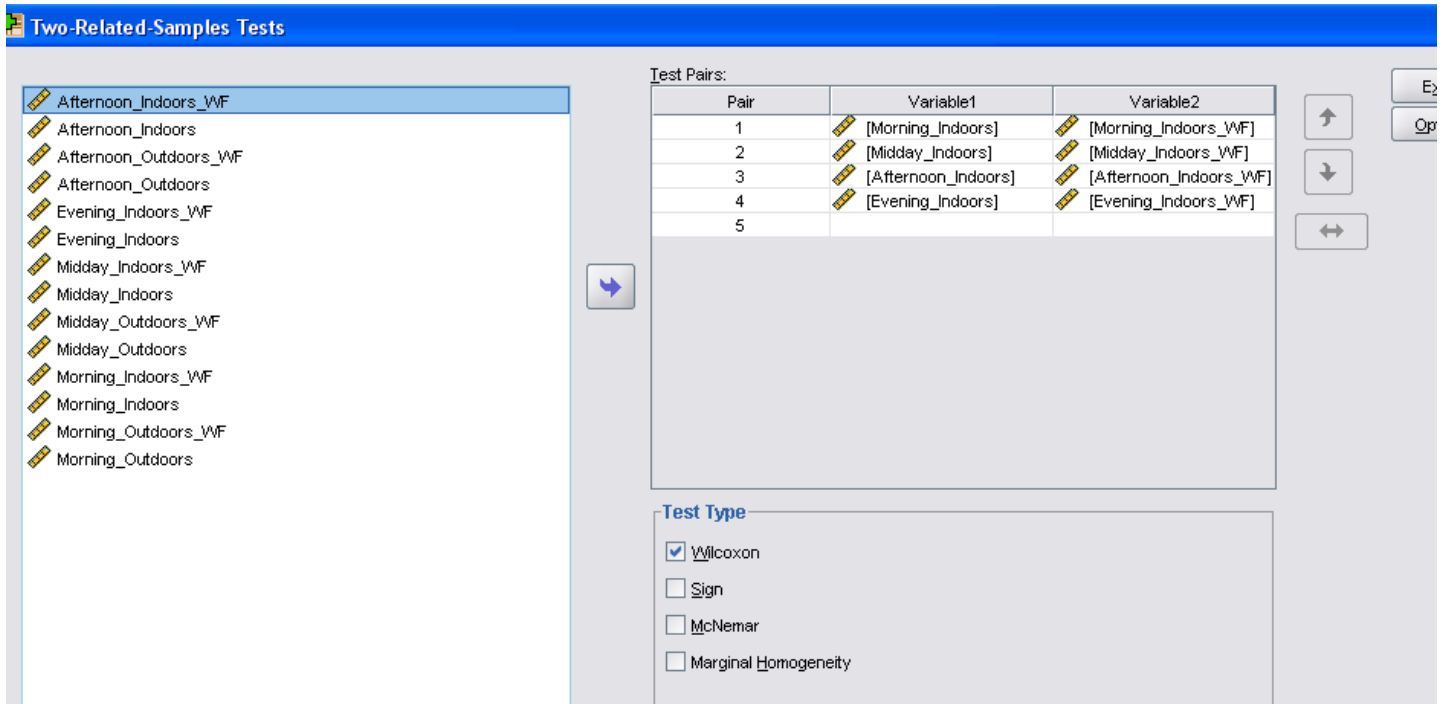 Two-Related-Samples Tests
Afternoon_Indoors_WF
Afternoon_Indoors
Afternoon_Outdoors_WF
Afternoon_Outdoors
Evening_Indoors_WF
Evening_Indoors
Midday_Indoors_WF
Midday_Indoors
Midday_Outdoors_WF
Midday_Outdoors
Morning_Indoors_WF
Morning_Indoors
Morning_Outdoors_WF
Morning_Outdoors
Test Pairs:
Pair Variable1 Variable2
1 [Morning_Indoors] [Morning_Indoors_WF]
2 [Midday_Indoors] [Midday_Indoors_WF]
3 [Afternoon_Indoors] [Afternoon_Indoors_WF]
4 [Evening_Indoors] [Evening_Indoors_WF]
5
Test Type
Wilcoxon
Sign
McNemar
Marginal Homogeneity